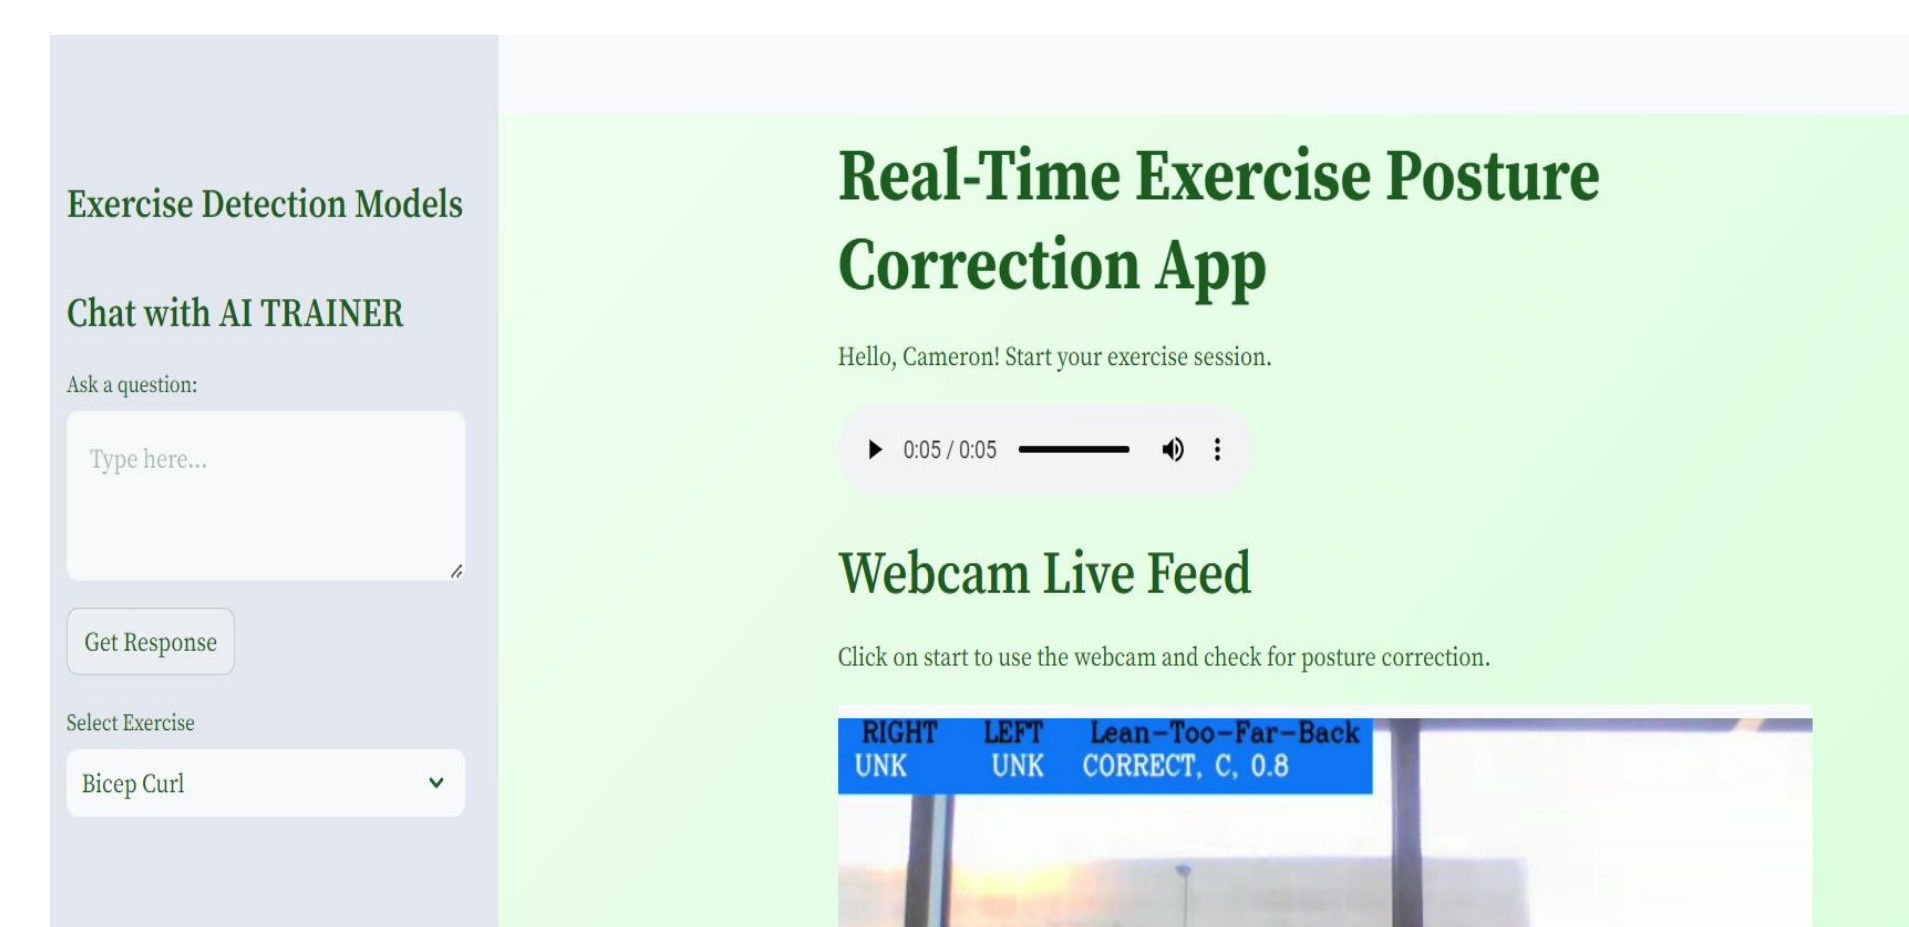 Exercise Detection Models
Chat with AI TRAINER
Ask a question:
Type here...
Get Response
Select Exercise
Bicep Curl
Real-Time Exercise Posture
Correction App
Hello, Cameron! Start your exercise session.
0:05 / 0:05
Webcam Live Feed
Click on start to use the webcam and check for posture correction.
RIGHT LEFT Lean-Too-Far-Back
UNK UNK CORRECT, C, 0.8